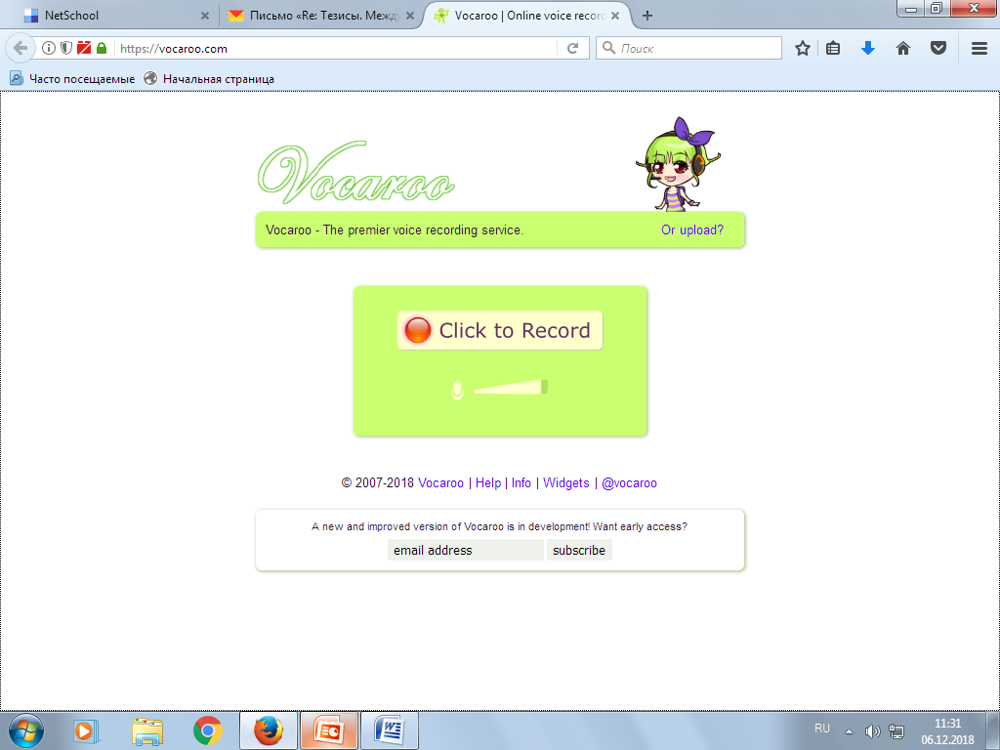 NetSchool
Письмо «Re: Тезисы. Межд
Vocaroo | Online voice recor
https://vocaroo.com
Поиск
Часто посещаемые
Начальная страница
Vocaroo
Vocaroo - The premier voice recording service.
Or upload?
Click to Record
© 2007-2018 Vocaroo | Help | Info | Widgets | @vocaroo
A new and improved version of Vocaroo is in development! Want early access?
email address
subscribe
RU
11:31
06.12.2018